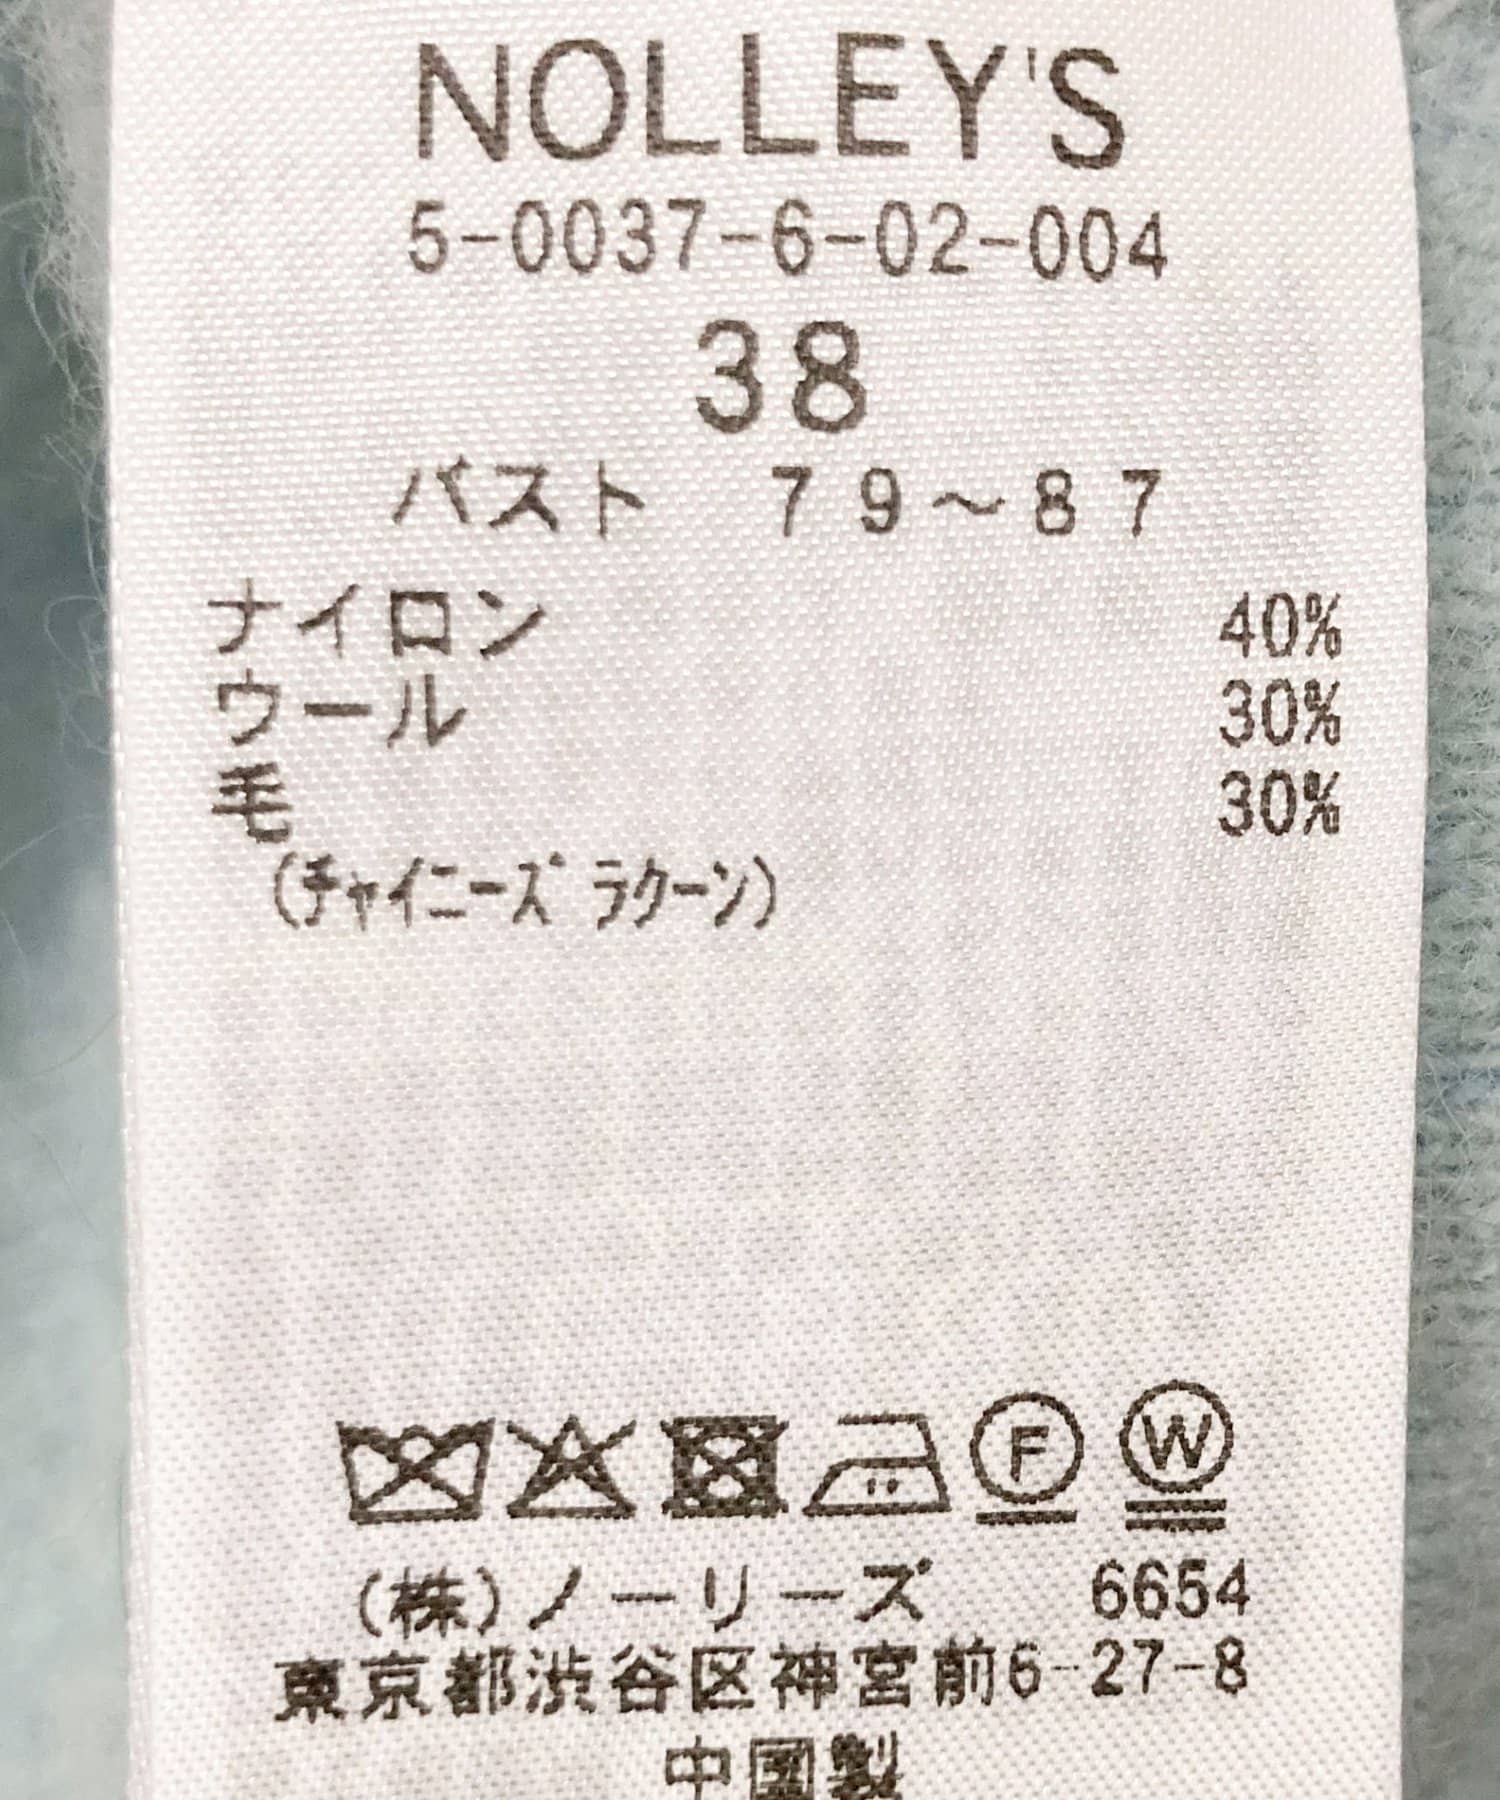 NOLLEY'S
5-0037-6-02-004
38
バスト 79～87
ナイロン 40%
ウール 30%
毛 30%
(チャイニーズラクーン)
F W
(株)ノーリーズ 6654
東京都渋谷区神宮前6-27-8
中國製